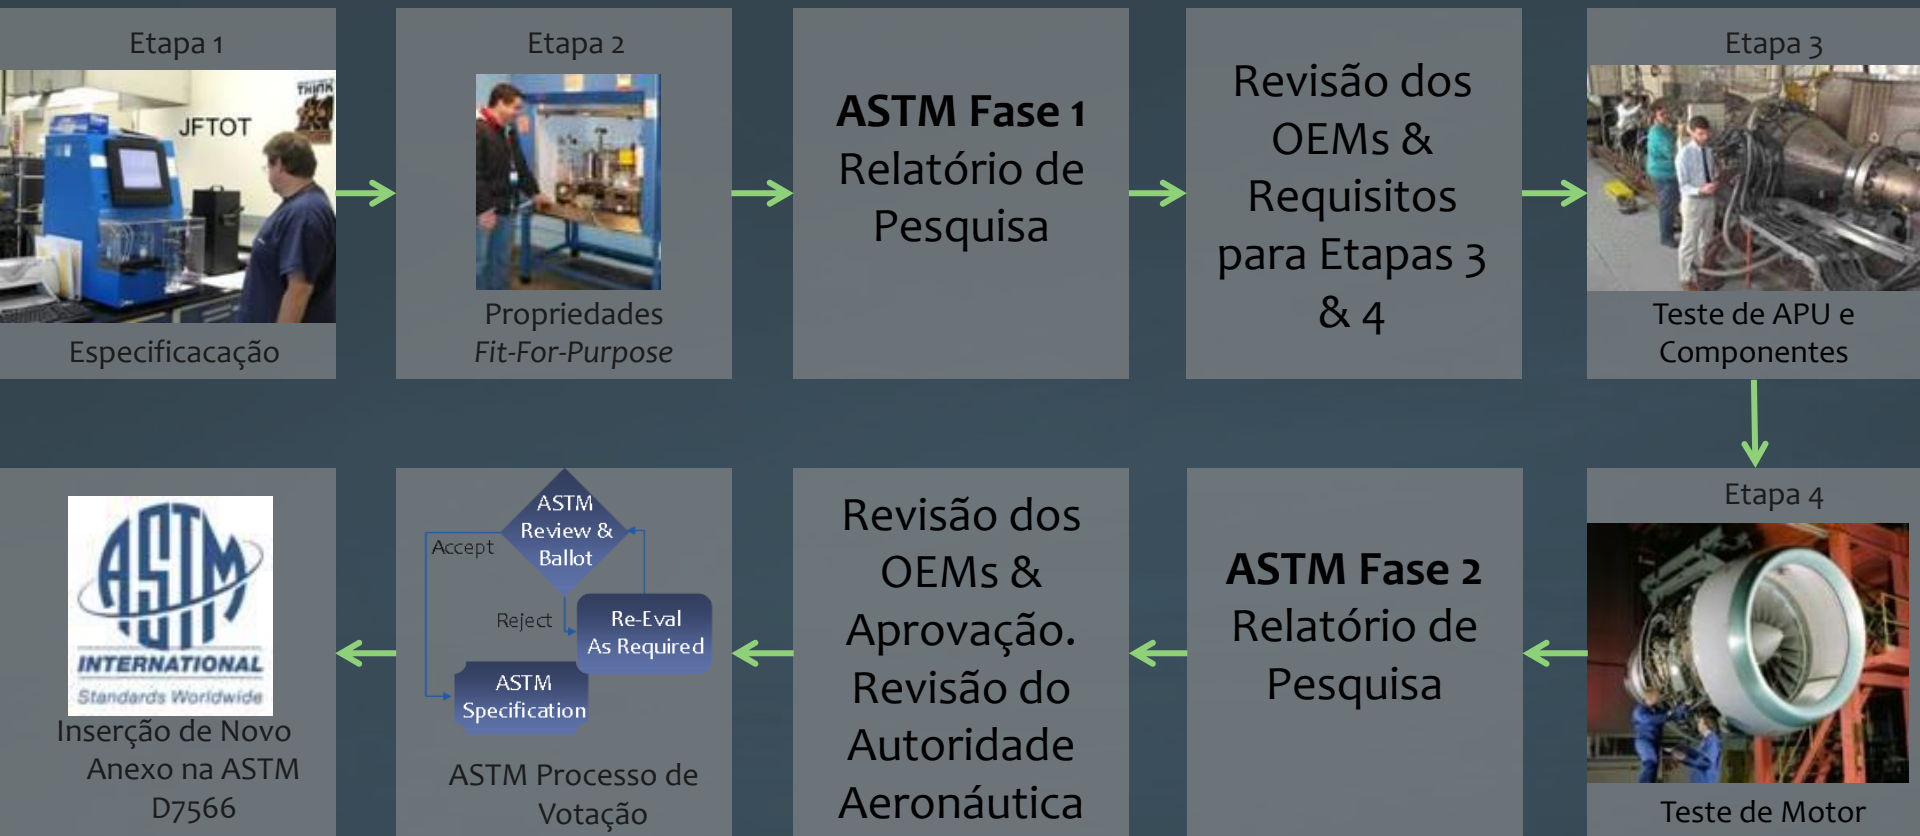 Etapa 1
THINK
JFTOT
Especificacação
Etapa 2
Propriedades
Fit-For-Purpose
ASTM Fase 1
Relatório de
Pesquisa
Revisão dos
OEMs &
Requisitos
para Etapas 3
& 4
Etapa 3
Teste de APU e
Componentes
Etapa 4
Teste de Motor
ASTM Fase 2
Relatório de
Pesquisa
Revisão dos
OEMs &
Aprovação.
Revisão do
Autoridade
Aeronáutica
ASTM
Review &
Ballot
Accept
Reject
Re-Eval
As Required
ASTM
Specification
ASTM Processo de
Votação
ASTM
INTERNATIONAL
Standards Worldwide
Inserção de Novo
Anexo na ASTM
D7566